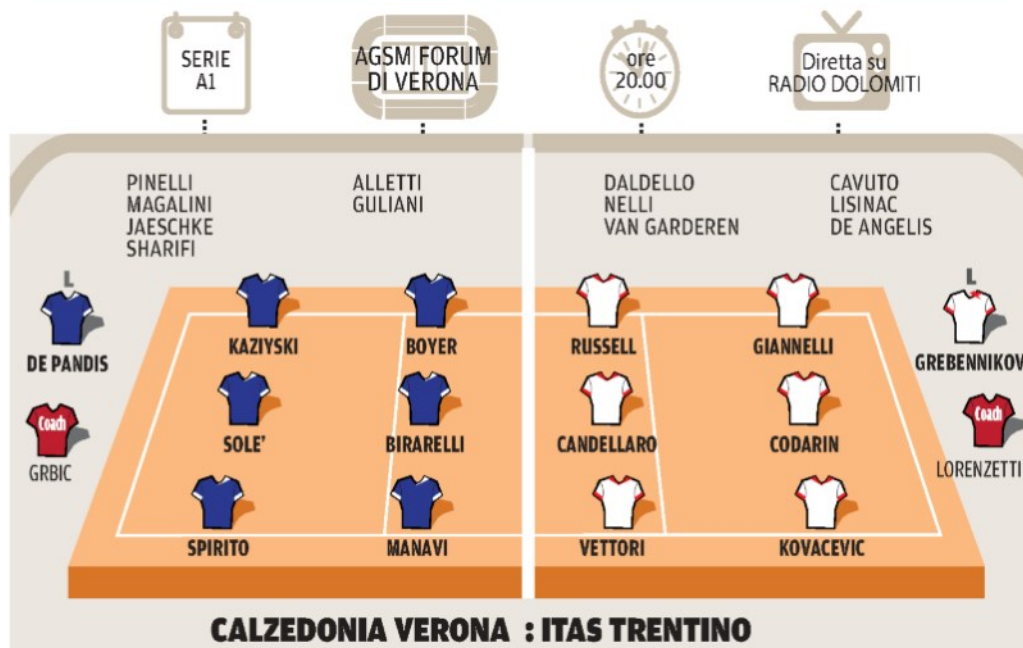 SERIE
A1
AGSM FORUM
DI VERONA
ore
20.00
Diretta su
RADIO DOLOMITI
PINELLI
MAGALINI
JAESCHKE
SHARIFI
ALLETTI
GULIANI
DALDELLO
NELLI
VAN GARDEREN
CAVUTO
LISINAC
DE ANGELIS
L
DE PANDIS
KAZIYSKI
BOYER
RUSSELL
GIANNELLI
L
GREBENNIKOV
Coach
GRBIC
SOLE'
BIRARELLI
CANDELLARO
CODARIN
Coach
LORENZETTI
SPIRITO
MANAVI
VETTORI
KOVACEVIC
CALZEDONIA VERONA : ITAS TRENTINO